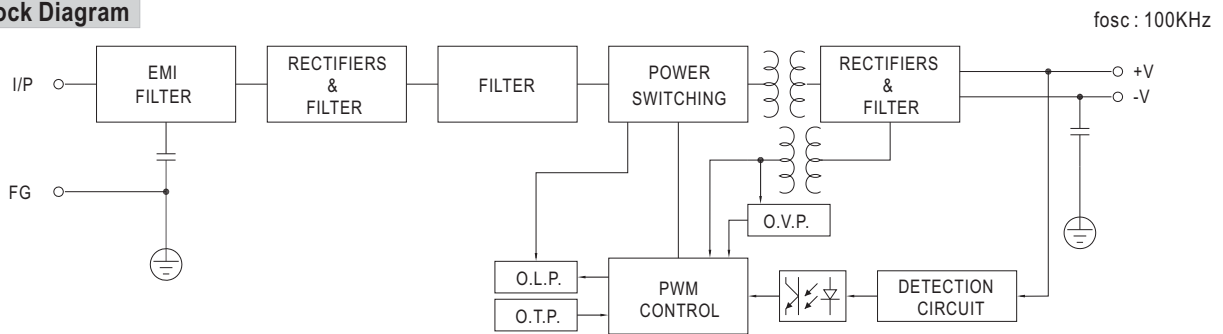 ock Diagram
fosc : 100KHz
I/P
EMI
FILTER
RECTIFIERS
&
FILTER
FILTER
POWER
SWITCHING
RECTIFIERS
&
FILTER
+V
-V
FG
O.V.P.
O.L.P.
O.T.P.
PWM
CONTROL
DETECTION
CIRCUIT